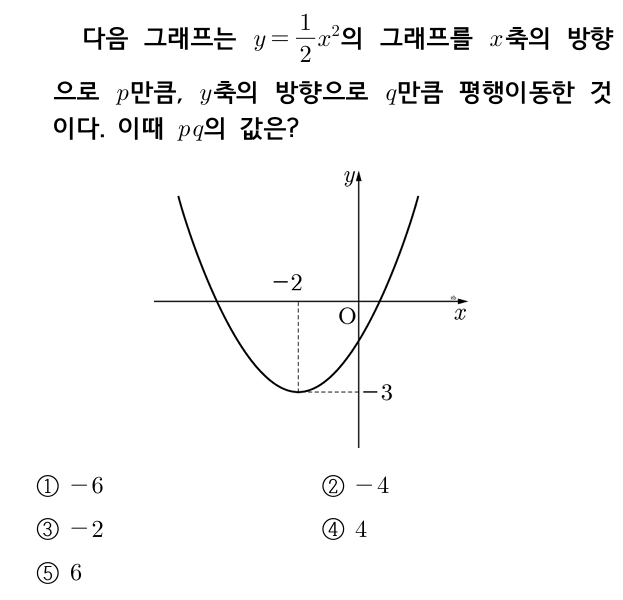 다음 그래프는 y=1/2x²의 그래프를 x축의 방향
으로 p만큼, y축의 방향으로 q만큼 평행이동한 것
이다. 이때 pq의 값은?
y
-2
O
x
-3
① -6 ② -4
③ -2 ④ 4
⑤ 6